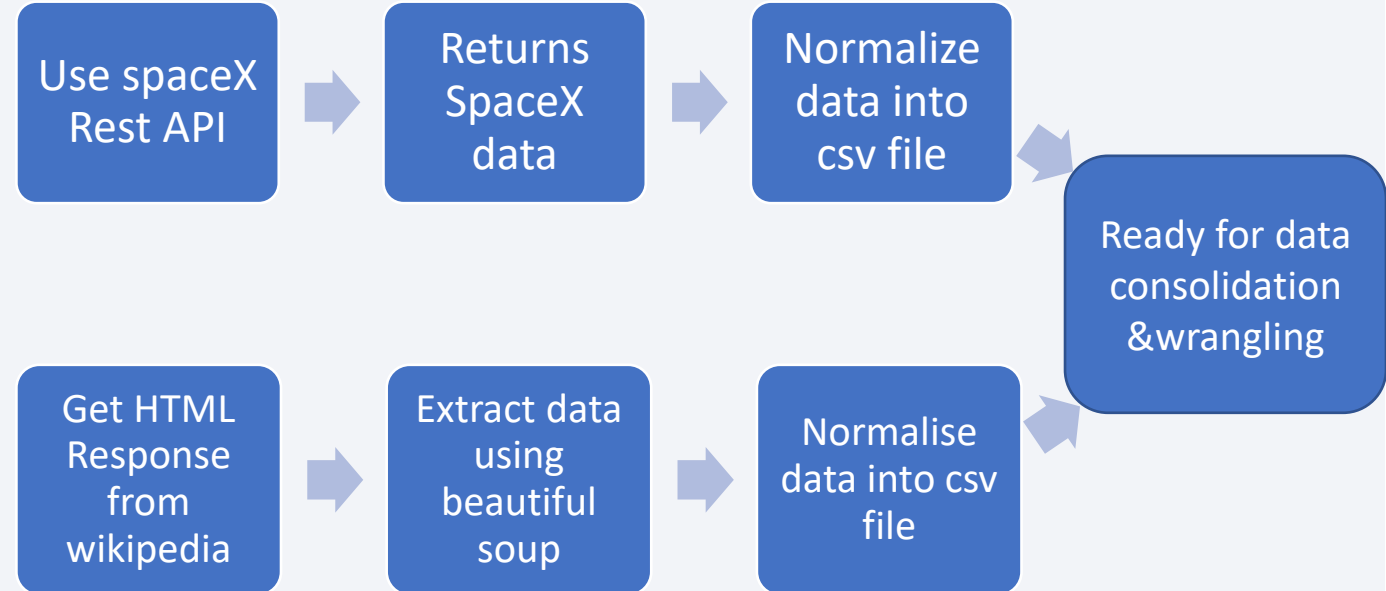 Use spaceX
Rest API
Returns
SpaceX
data
Normalize
data into
csv file
Ready for data
consolidation
&wrangling
Get HTML
Response
from
wikipedia
Extract data
using
beautiful
soup
Normalise
data into csv
file